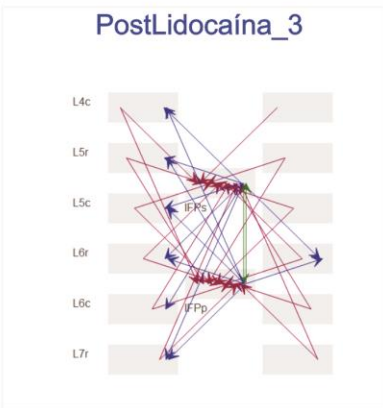 PostLidocaína_3
L4c
L5r
L5c
IFPs
L6r
L6c
IFPp
L7r